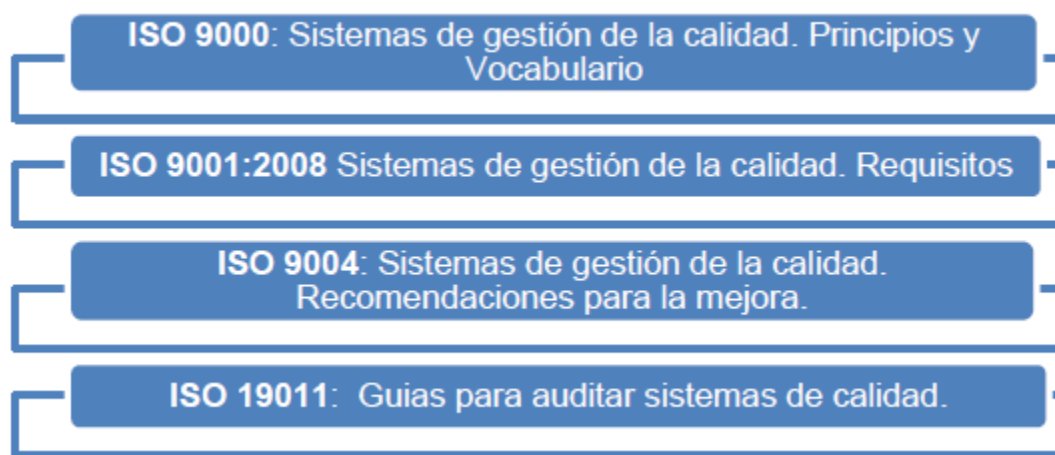 ISO 9000: Sistemas de gestión de la calidad. Principios y
Vocabulario
ISO 9001:2008 Sistemas de gestión de la calidad. Requisitos
ISO 9004: Sistemas de gestión de la calidad.
Recomendaciones para la mejora.
ISO 19011: Guias para auditar sistemas de calidad.